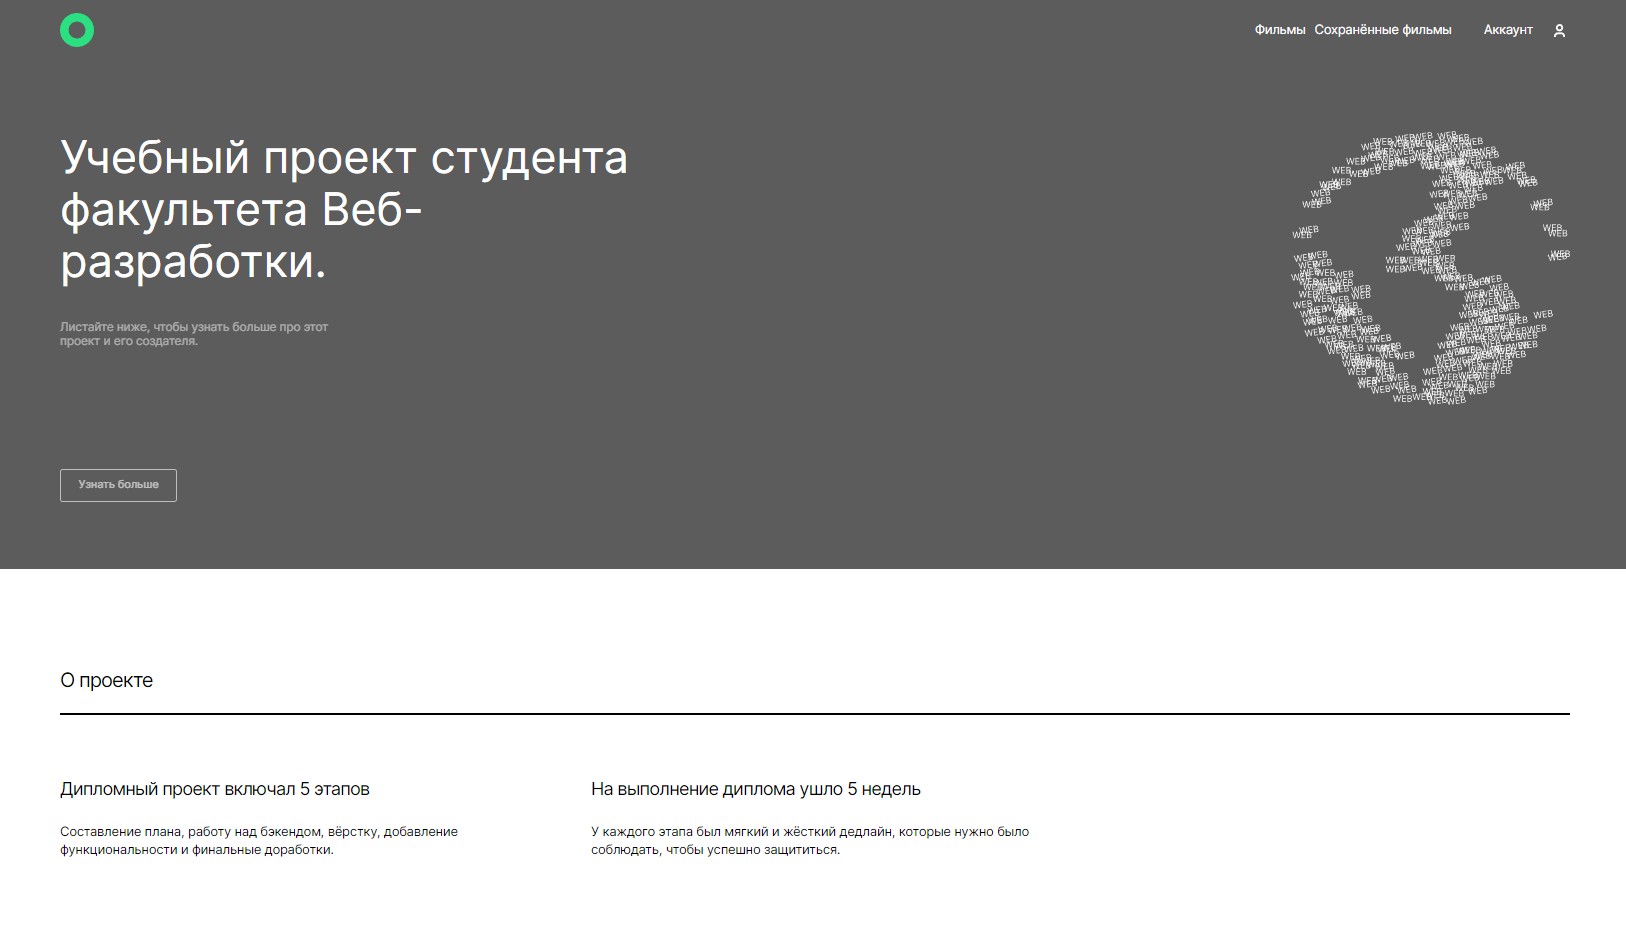 Фильмы Сохранённые фильмы Аккаунт
Учебный проект студента
факультета Веб-
разработки.
Листайте ниже, чтобы узнать больше про этот
проект и его создателя.
Узнать больше
О проекте
Дипломный проект включал 5 этапов
Составление плана, работу над бэкендом, вёрстку, добавление
функциональности и финальные доработки.
На выполнение диплома ушло 5 недель
У каждого этапа был мягкий и жёсткий дедлайн, которые нужно было
соблюдать, чтобы успешно защититься.